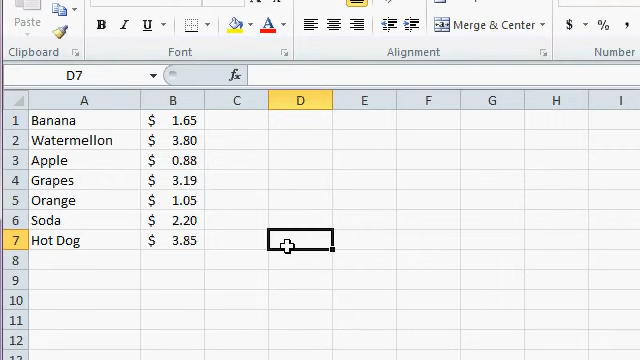 Paste
B I U A
Merge & Center $ %
Clipboard Font Alignment Number
D7 fx
A B C D E F G H I
1 Banana $ 1.65
2 Watermellon $ 3.80
3 Apple $ 0.88
4 Grapes $ 3.19
5 Orange $ 1.05
6 Soda $ 2.20
7 Hot Dog $ 3.85
8
9
10
11
12